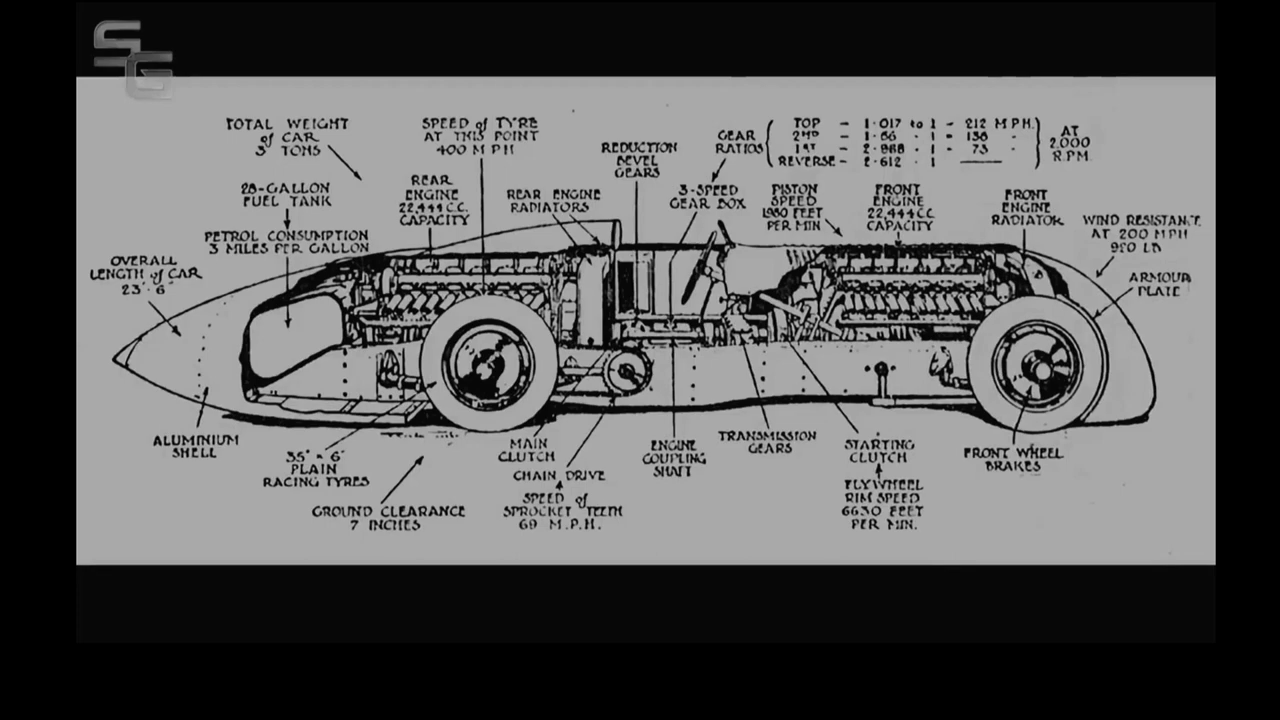 SG
TOTAL WEIGHT
of CAR
3 TONS
SPEED of TYRE
AT THIS POINT
400 M PH
REDUCTION
BEVEL
GEARS
GEAR
RATIOS
TOP - 1·017 to 1 - 212 M P.H.
2ND - 1·56 · 1 - 138 "
1ST - 2·988 · 1 - 73 "
REVERSE - 2·612 · 1
AT
2,000
R.P.M.
28-GALLON
FUEL TANK
REAR
ENGINE
22,444 C.C.
CAPACITY
REAR ENGINE
RADIATORS
3-SPEED
GEAR BOX
PISTON
SPEED
1980 FEET
PER MIN
FRONT
ENGINE
22,444 C.C
CAPACITY
FRONT
ENGINE
RADIATOR
WIND RESISTANCE
AT 200 MPH
920 LB
PETROL CONSUMPTION
3 MILES PER GALLON
OVERALL
LENGTH of CAR
23'·6"
ARMOUR
PLATE
ALUMINIUM
SHELL
35" × 6"
PLAIN
RACING TYRES
GROUND CLEARANCE
7 INCHES
MAIN
CLUTCH
CHAIN DRIVE
SPEED of
SPROCKET TEETH
69 M.P.H.
ENGINE
COUPLING
SHAFT
TRANSMISSION
GEARS
STARTING
CLUTCH
FLYWHEEL
RIM SPEED
6630 FEET
PER MIN.
FRONT WHEEL
BRAKES